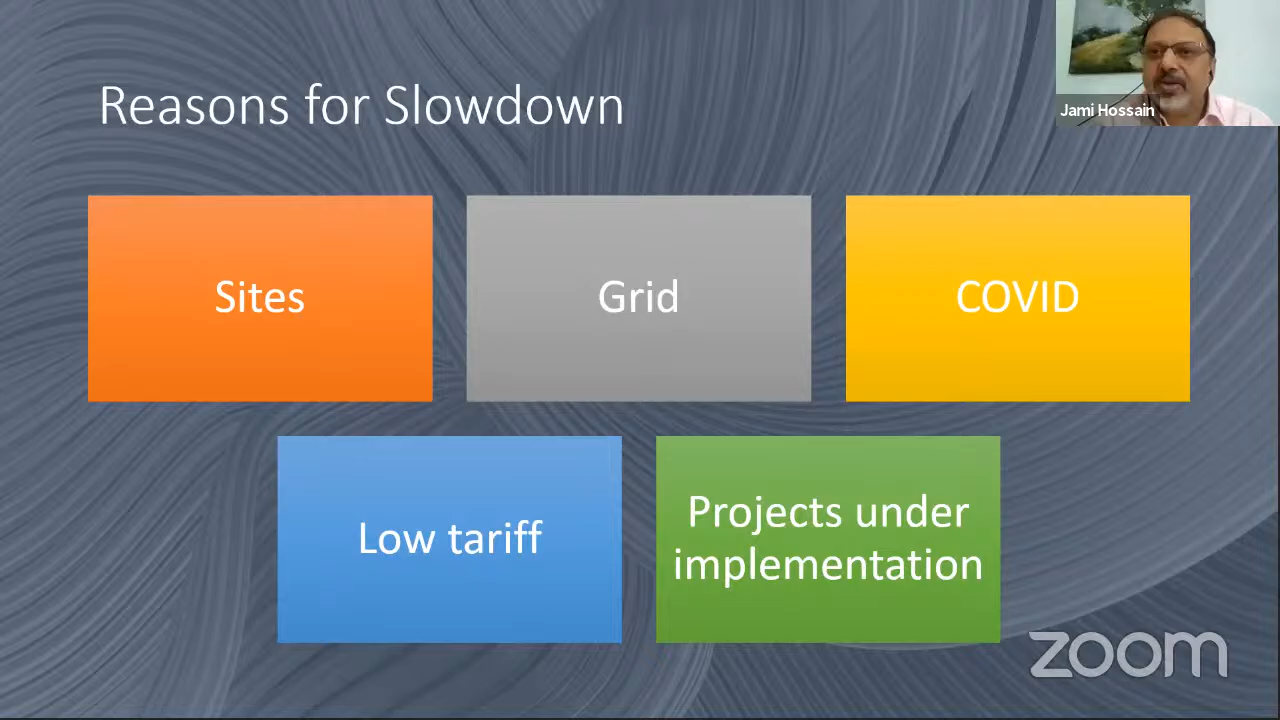 Reasons for Slowdown
Jami Hossain
Sites
Grid
COVID
Low tariff
Projects under
implementation
zoom